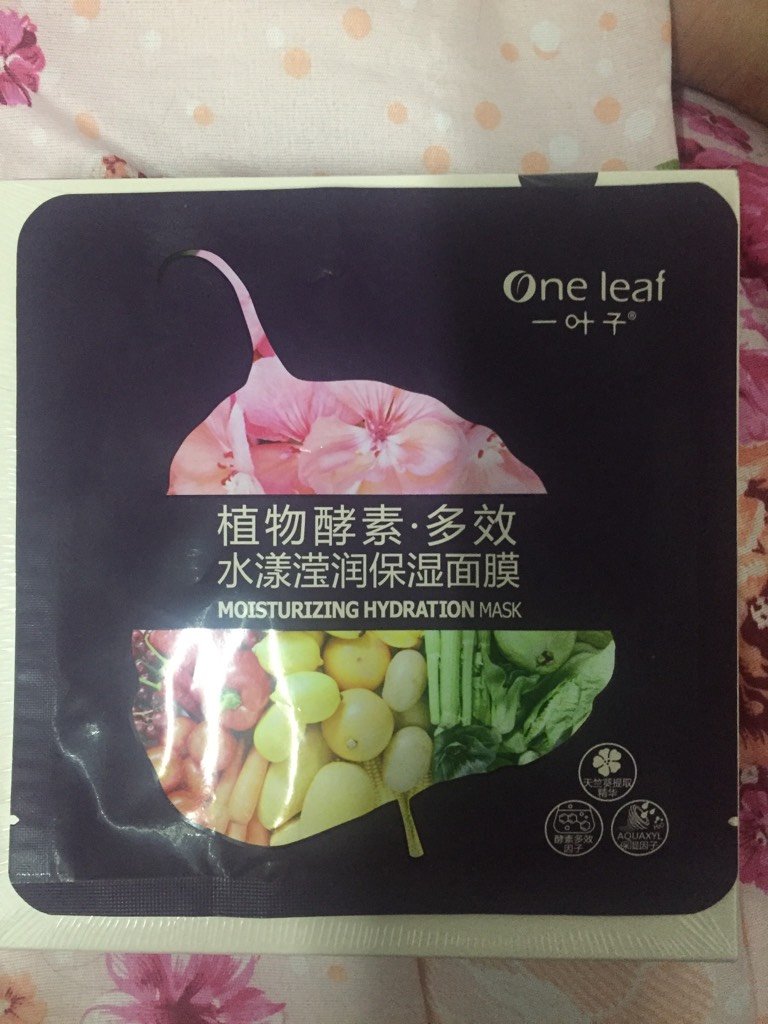 One leaf
一叶子®
植物酵素·多效
水漾滢润保湿面膜
MOISTURIZING HYDRATION MASK
天竺葵提取
精华
酵素多效
因子
AQUAXYL
保湿因子